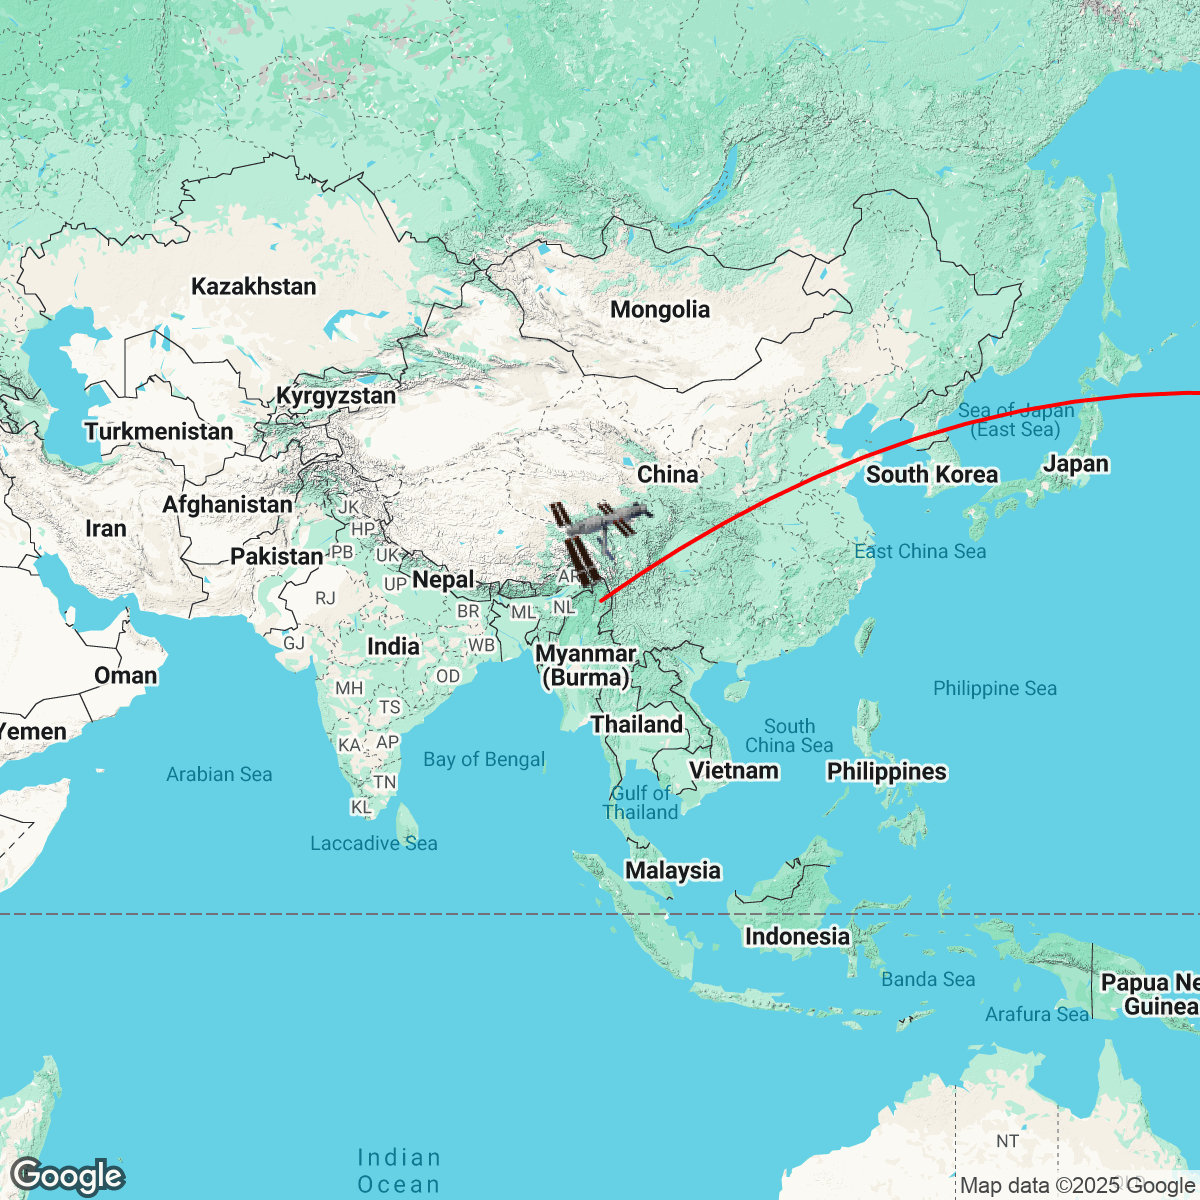 Kazakhstan
Mongolia
Kyrgyzstan
Sea of Japan
(East Sea)
Turkmenistan
Japan
China
South Korea
Afghanistan
JK
Iran
HP
PB
UK
East China Sea
Pakistan
Nepal
AR
UP
RJ
BR
ML
NL
GJ
India
WB
Myanmar
(Burma)
Oman
OD
MH
Philippine Sea
TS
Yemen
Thailand
South
China Sea
KA
AP
Bay of Bengal
Arabian Sea
Vietnam
Philippines
TN
Gulf of
Thailand
KL
Laccadive Sea
Malaysia
Indonesia
Banda Sea
Papua Ne
Guinea
Arafura Sea
NT
Indian
Ocean
Google
Map data ©2025 Google